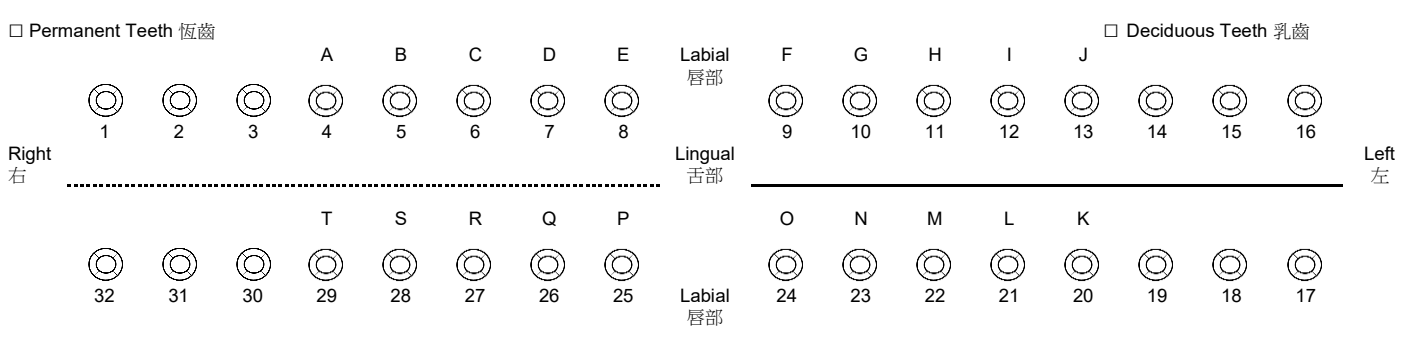 □ Permanent Teeth 恆齒 □ Deciduous Teeth 乳齒
A B C D E Labial F G H I J
唇部
1 2 3 4 5 6 7 8 9 10 11 12 13 14 15 16
Right Lingual Left
右 舌部 左
T S R Q P O N M L K
32 31 30 29 28 27 26 25 Labial 24 23 22 21 20 19 18 17
唇部